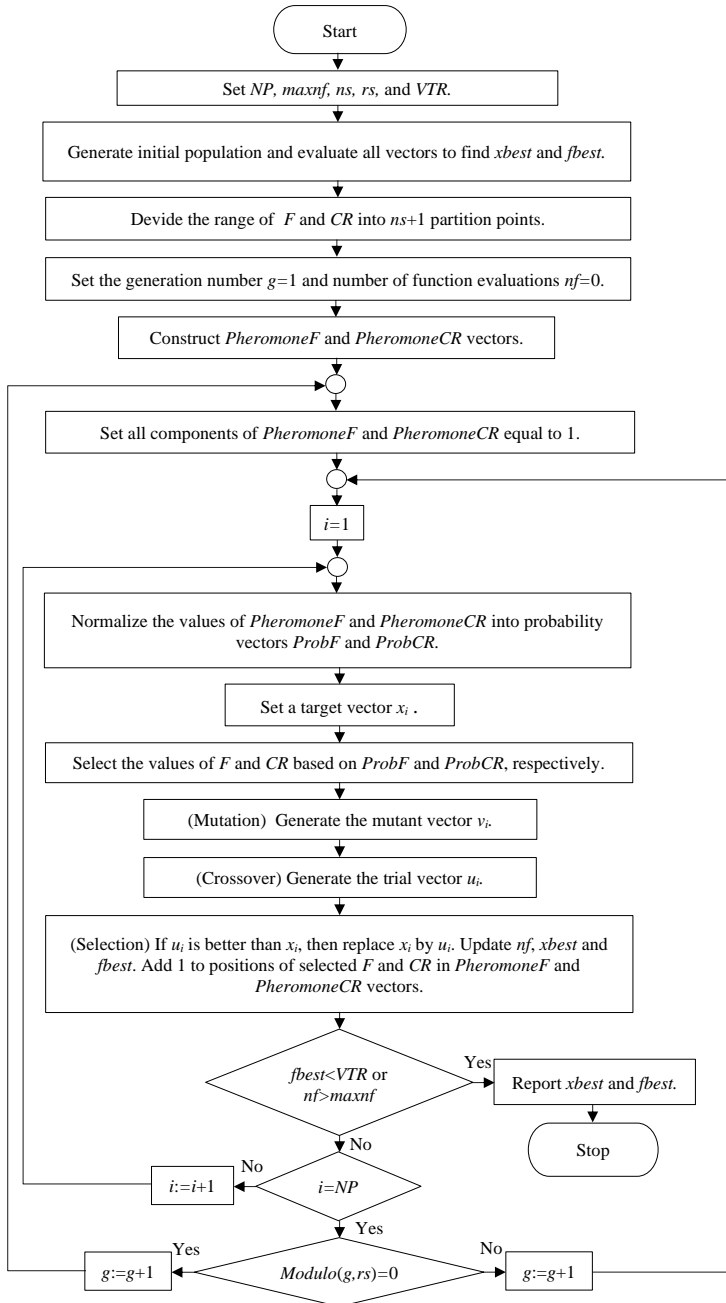 Start
Set NP, maxnf, ns, rs, and VTR.
Generate initial population and evaluate all vectors to find xbest and fbest.
Devide the range of F and CR into ns+1 partition points.
Set the generation number g=1 and number of function evaluations nf=0.
Construct PheromoneF and PheromoneCR vectors.
Set all components of PheromoneF and PheromoneCR equal to 1.
i=1
Normalize the values of PheromoneF and PheromoneCR into probability
vectors ProbF and ProbCR.
Set a target vector xi .
Select the values of F and CR based on ProbF and ProbCR, respectively.
(Mutation) Generate the mutant vector vi.
(Crossover) Generate the trial vector ui.
(Selection) If ui is better than xi, then replace xi by ui. Update nf, xbest and
fbest. Add 1 to positions of selected F and CR in PheromoneF and
PheromoneCR vectors.
fbest<VTR or
nf>maxnf
Yes
Report xbest and fbest.
Stop
No
i=NP
No
i:=i+1
Yes
Modulo(g,rs)=0
Yes
g:=g+1
No
g:=g+1